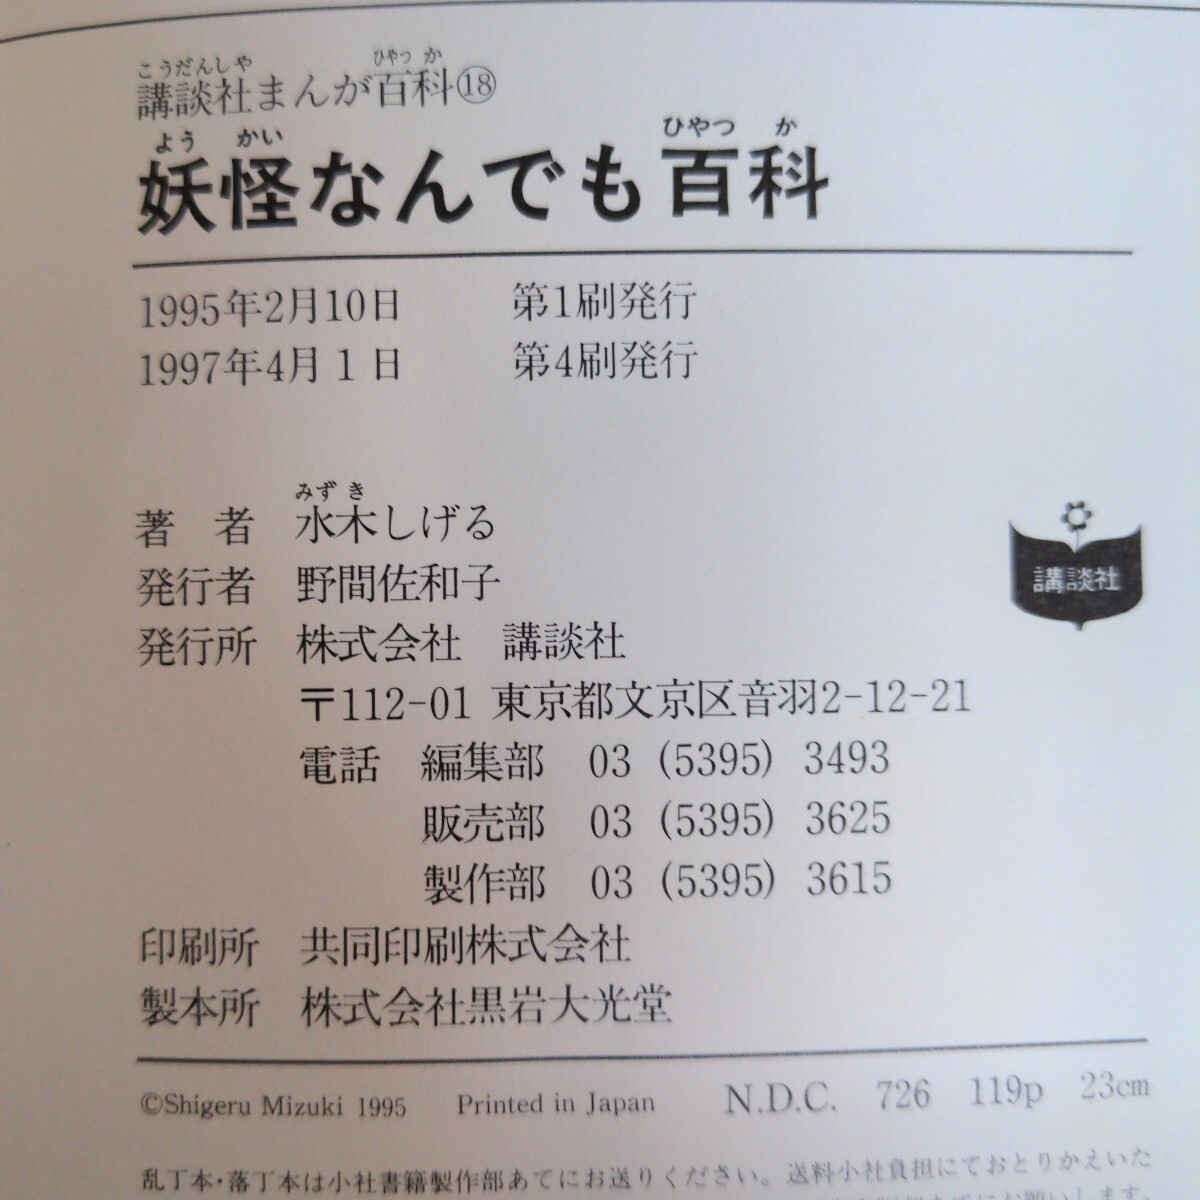 こうだんしゃ ひゃっか
講談社まんが百科⑱
よう かい ひやつ か
妖怪なんでも百科
1995年2月10日 第1刷発行
1997年4月1日 第4刷発行
みずき
著 者 水木しげる
発行者 野間佐和子
発行所 株式会社 講談社
〒112-01 東京都文京区音羽2-12-21
電話 編集部 03 (5395) 3493
販売部 03 (5395) 3625
製作部 03 (5395) 3615
印刷所 共同印刷株式会社
製本所 株式会社黒岩大光堂
講談社
©Shigeru Mizuki 1995 Printed in Japan N.D.C. 726 119p 23cm
乱丁本・落丁本は小社書籍製作部あてにお送りください。送料小社負担にておとりかえいた